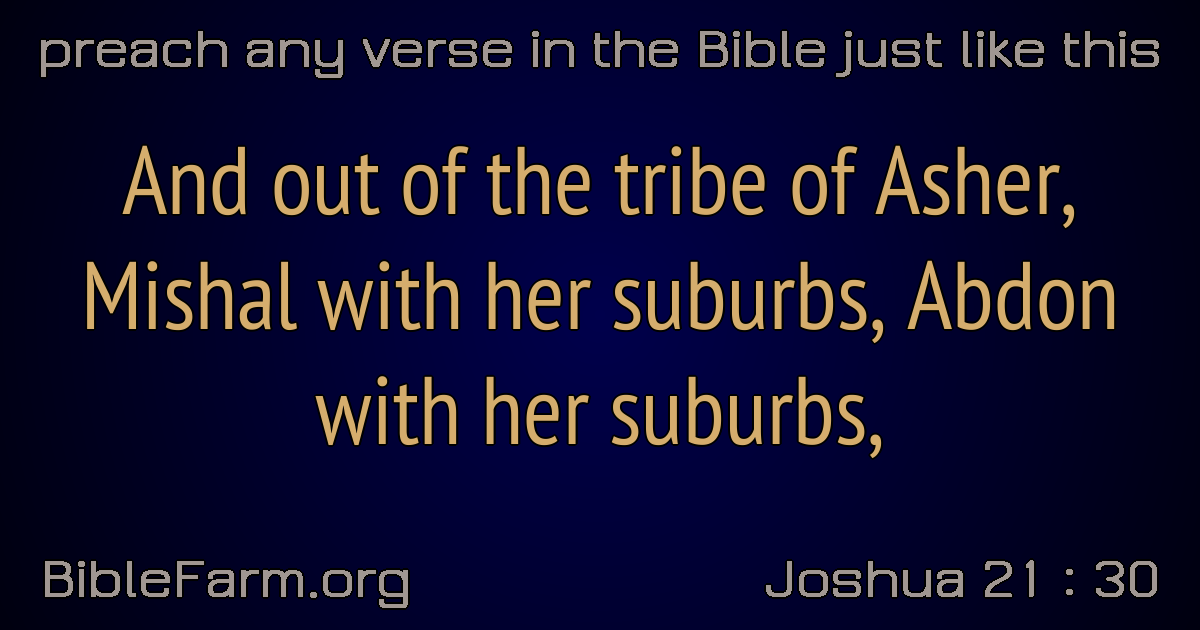 preach any verse in the Bible just like this
And out of the tribe of Asher,
Mishal with her suburbs, Abdon
with her suburbs,
BibleFarm.org
Joshua 21 : 30